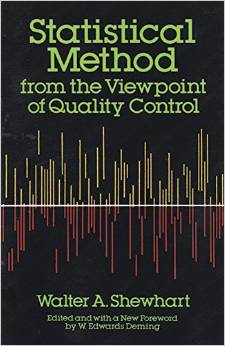 Statistical
Method
from the Viewpoint
of Quality Control
Walter A. Shewhart
Edited and with a New Foreword
by W. Edwards Deming